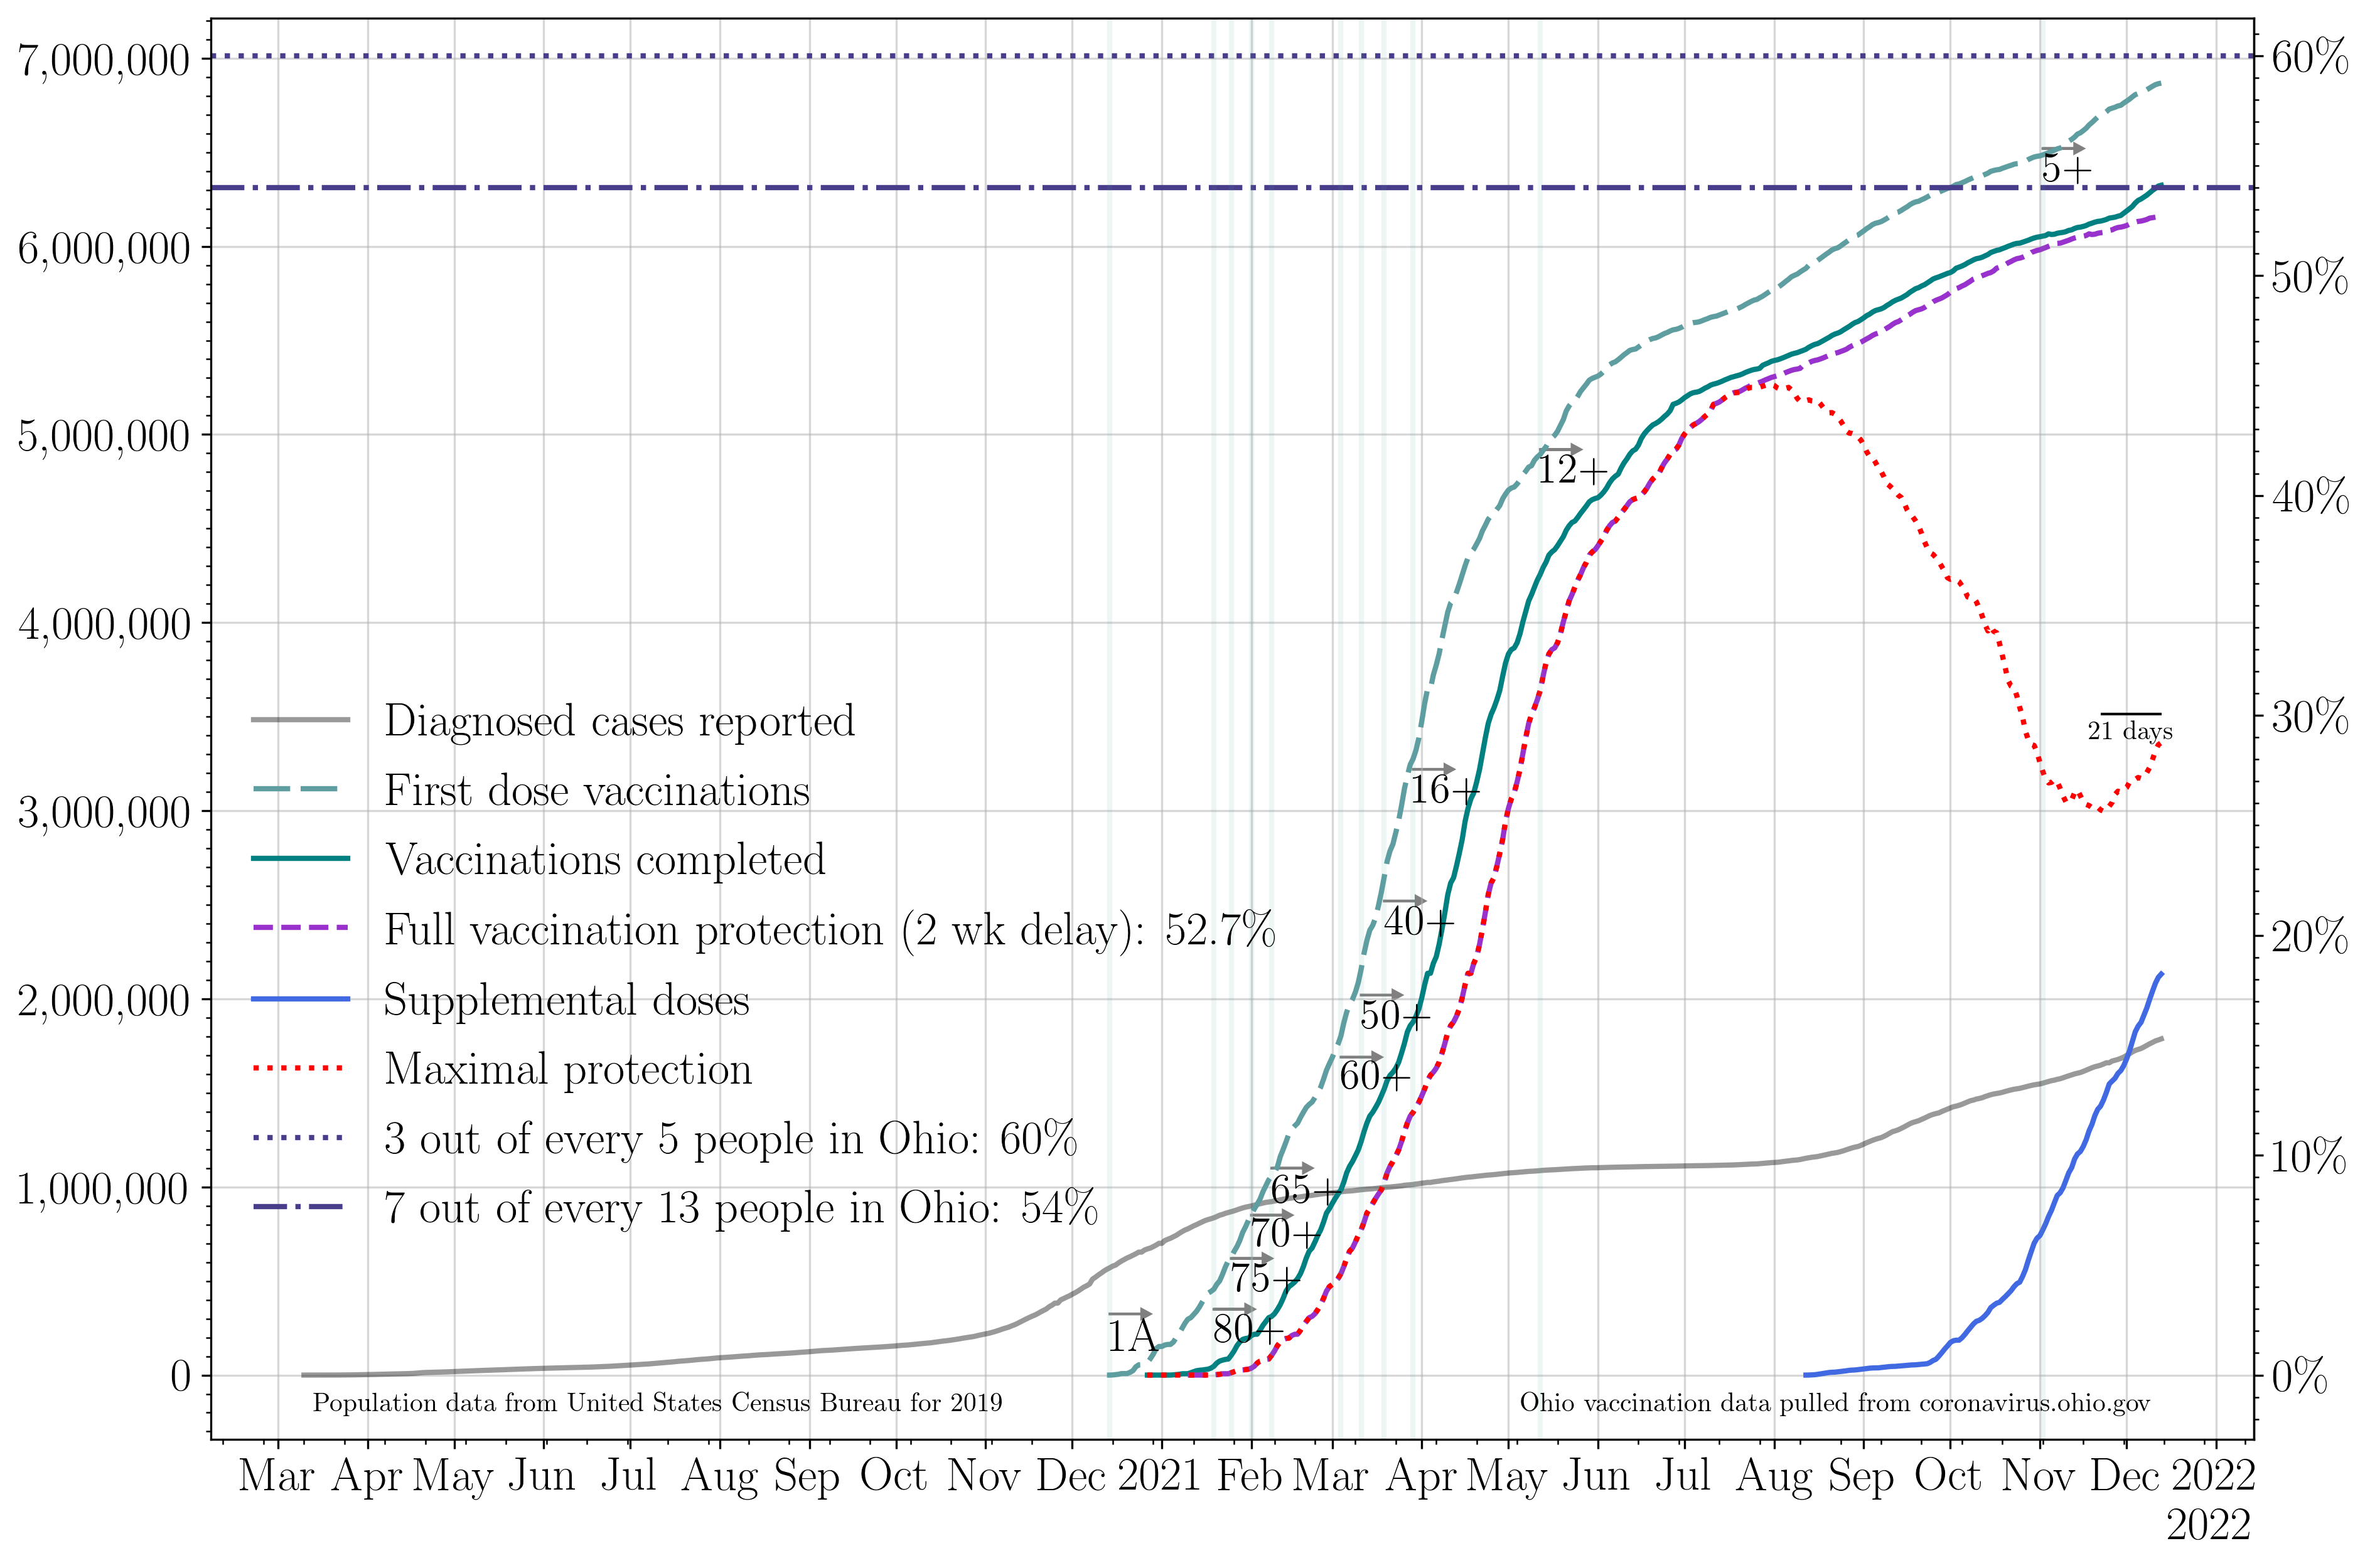 7,000,000
6,000,000
5,000,000
4,000,000
3,000,000
2,000,000
1,000,000
0
60%
50%
40%
30%
20%
10%
0%
5+
12+
16+
40+
50+
60+
65+
70+
75+
80+
1A
21 days
Diagnosed cases reported
First dose vaccinations
Vaccinations completed
Full vaccination protection (2 wk delay): 52.7%
Supplemental doses
Maximal protection
3 out of every 5 people in Ohio: 60%
7 out of every 13 people in Ohio: 54%
Population data from United States Census Bureau for 2019
Ohio vaccination data pulled from coronavirus.ohio.gov
Mar Apr May Jun Jul Aug Sep Oct Nov Dec 2021 Feb Mar Apr May Jun Jul Aug Sep Oct Nov Dec 2022
2022